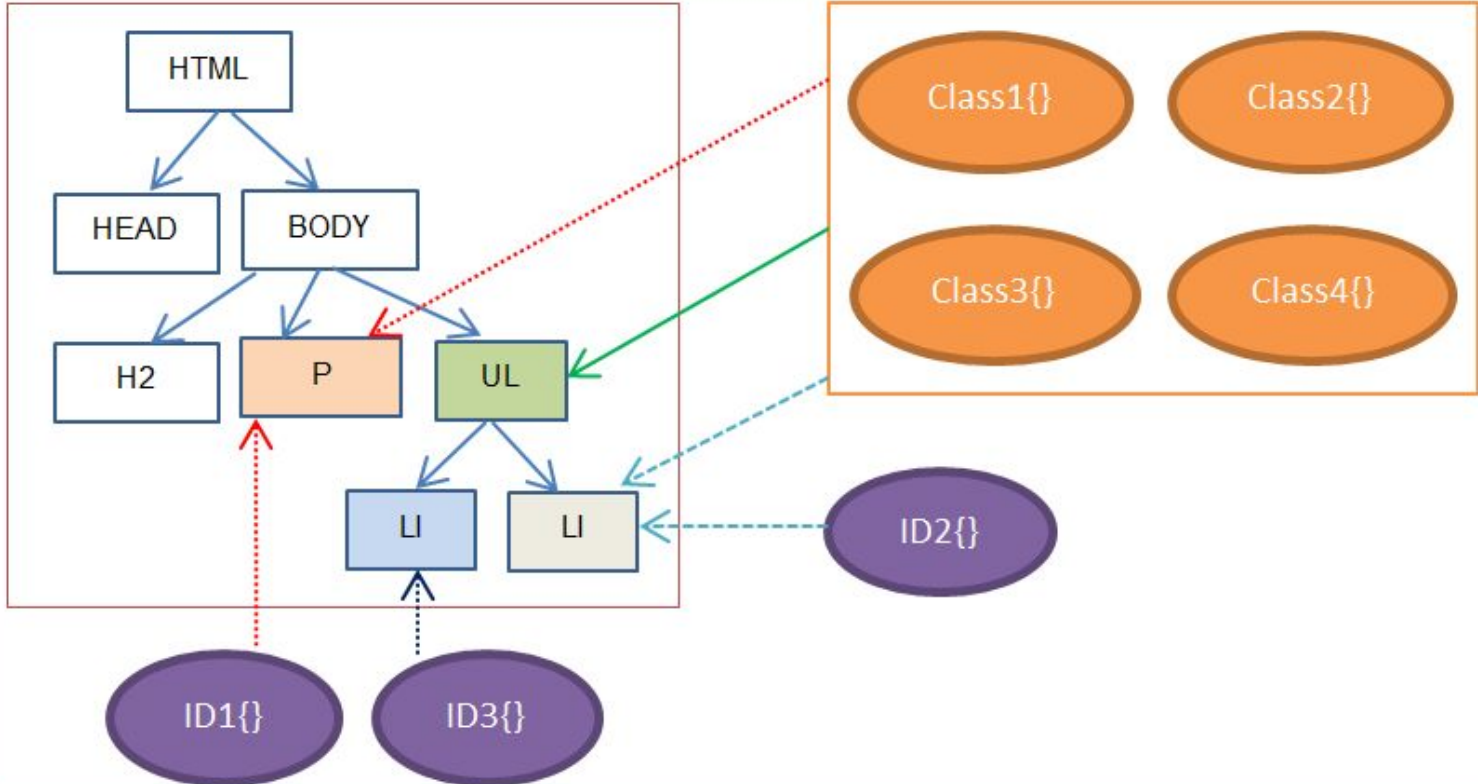 HTML
Class1{}
Class2{}
HEAD
BODY
Class3{}
Class4{}
H2
P
UL
LI
LI
ID2{}
ID1{}
ID3{}